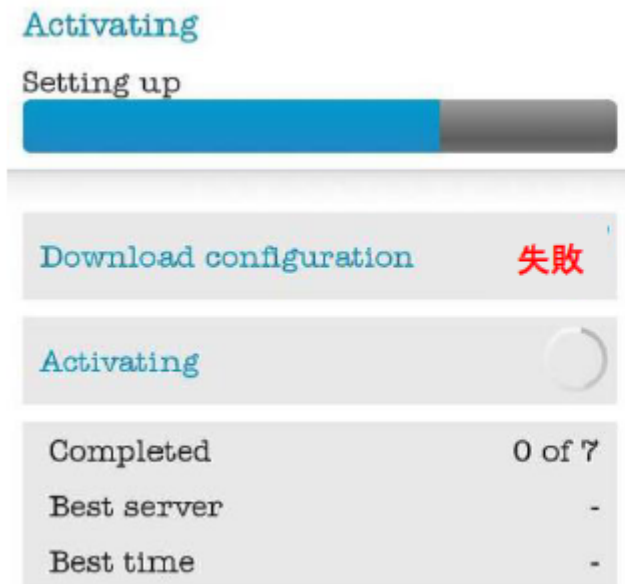 Activating
Setting up
Download configuration 失敗
Activating
Completed 0 of 7
Best server -
Best time -